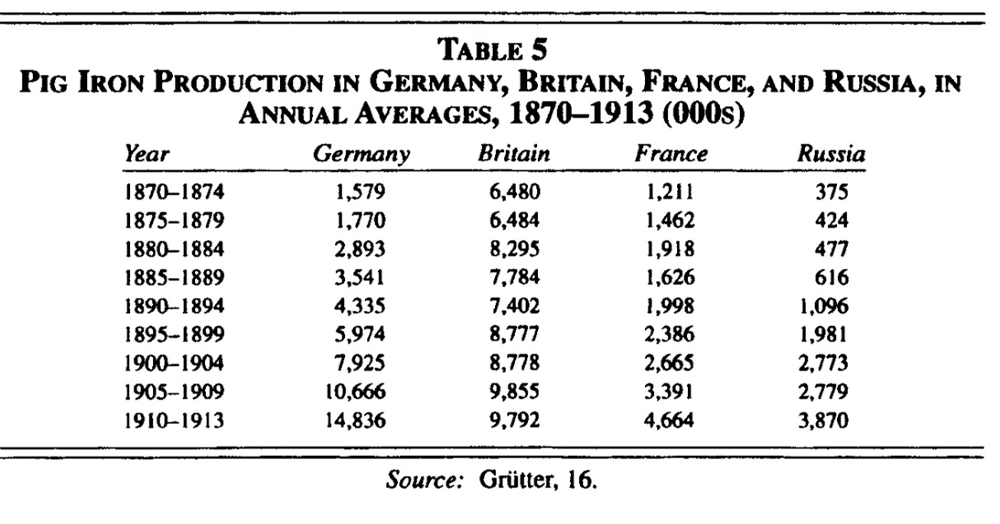 TABLE 5
PIG IRON PRODUCTION IN GERMANY, BRITAIN, FRANCE, AND RUSSIA, IN
ANNUAL AVERAGES, 1870–1913 (000S)
Year Germany Britain France Russia
1870–1874 1,579 6,480 1,211 375
1875–1879 1,770 6,484 1,462 424
1880–1884 2,893 8,295 1,918 477
1885–1889 3,541 7,784 1,626 616
1890–1894 4,335 7,402 1,998 1,096
1895–1899 5,974 8,777 2,386 1,981
1900–1904 7,925 8,778 2,665 2,773
1905–1909 10,666 9,855 3,391 2,779
1910–1913 14,836 9,792 4,664 3,870
Source: Grütter, 16.